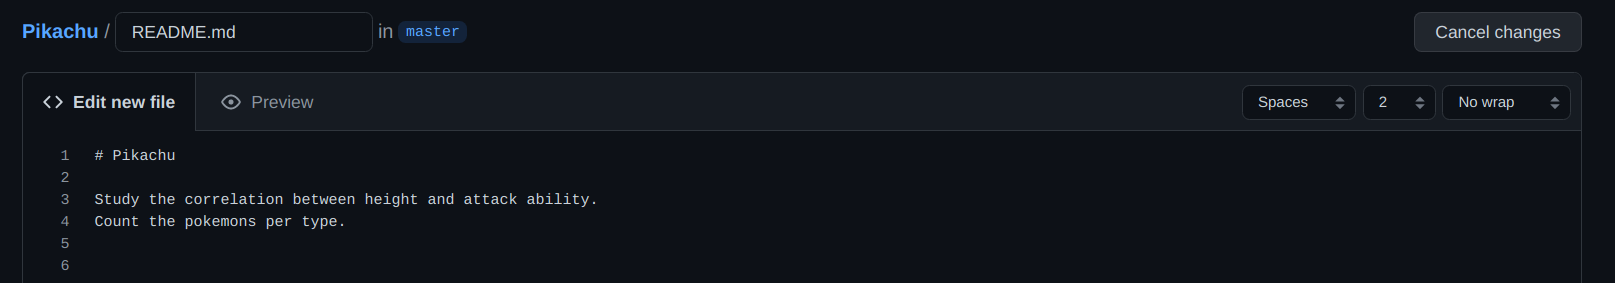 Pikachu / README.md in master Cancel changes
Edit new file Preview Spaces 2 No wrap
1 # Pikachu
2
3 Study the correlation between height and attack ability.
4 Count the pokemons per type.
5
6